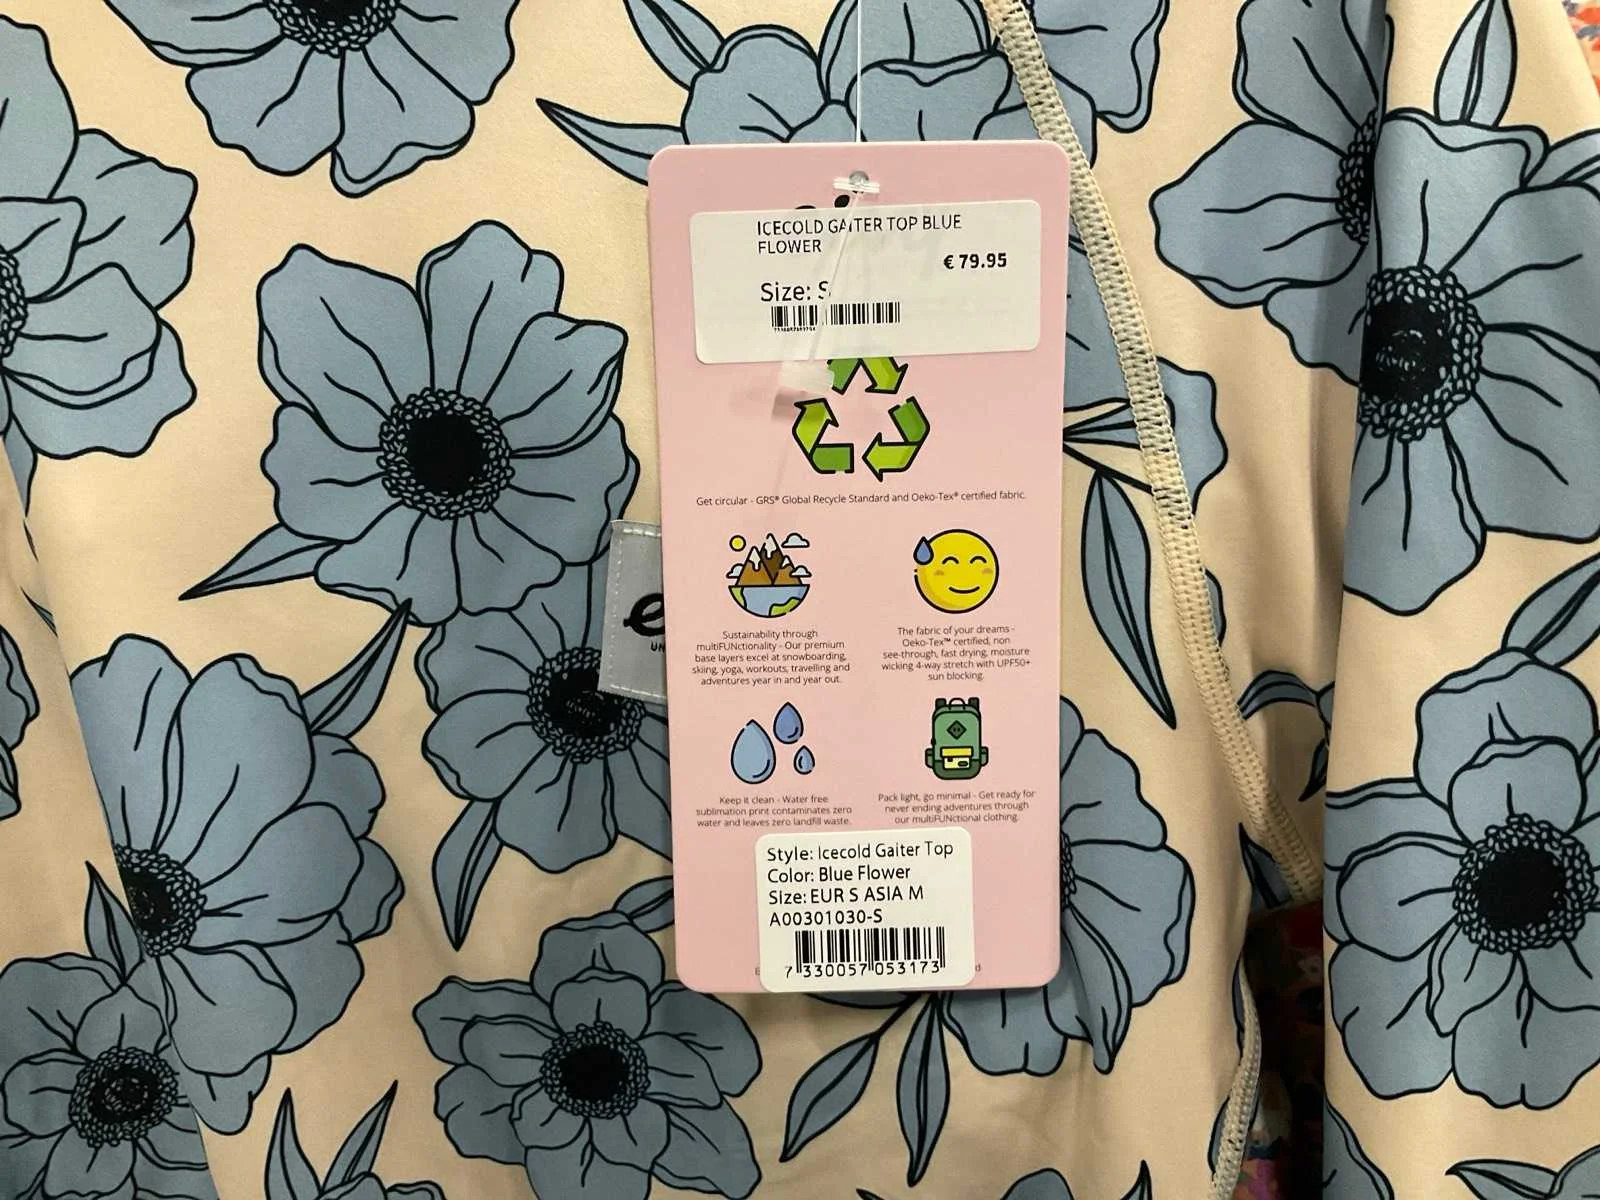 ICECOLD GAITER TOP BLUE
FLOWER
€ 79.95
Size: S
Get circular - GRS® Global Recycle Standard and Oeko-Tex® certified fabric.
Sustainability through
multiFUNctionality - Our premium
base layers excel at snowboarding,
skiing, yoga, workouts, travelling and
adventures year in and year out.
The fabric of your dreams -
Oeko-Tex™ certified, non
see-through, fast drying, moisture
wicking 4-way stretch with UPF50+
sun blocking.
Keep it clean - Water free
sublimation print contaminates zero
water and leaves zero landfill waste.
Pack light, go minimal - Get ready for
never ending adventures through
our multiFUNctional clothing.
Style: Icecold Gaiter Top
Color: Blue Flower
Size: EUR S ASIA M
A00301030-S
7 330057 053173